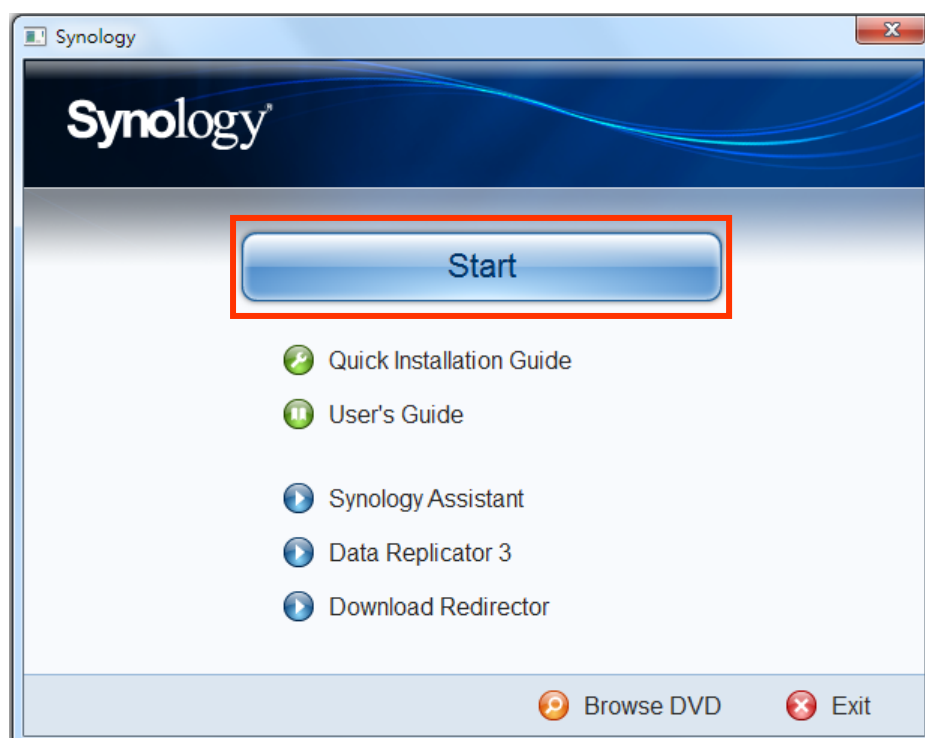 Synology
Synology®
Start
Quick Installation Guide
User's Guide
Synology Assistant
Data Replicator 3
Download Redirector
Browse DVD
Exit